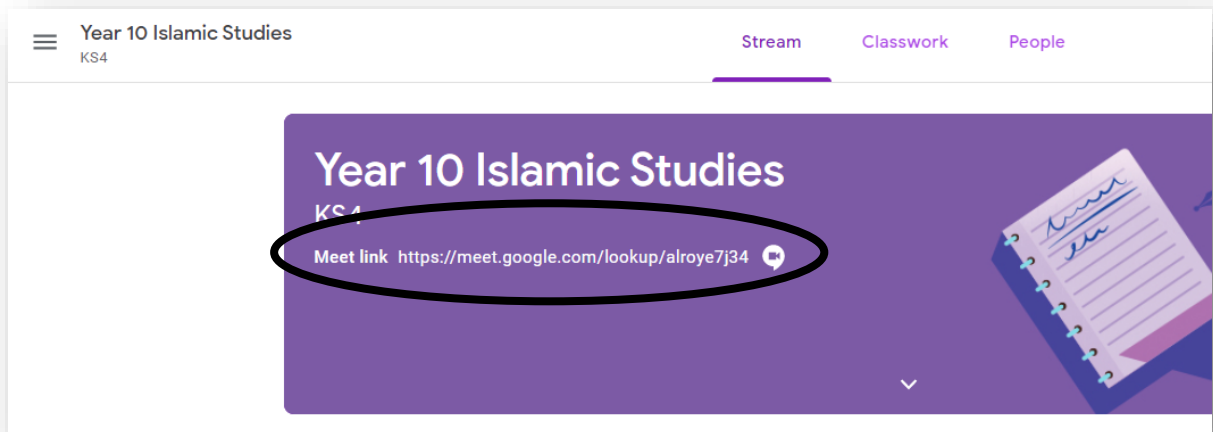 Year 10 Islamic Studies
KS4
Stream Classwork People
Year 10 Islamic Studies
KS4
Meet link https://meet.google.com/lookup/alroye7j34